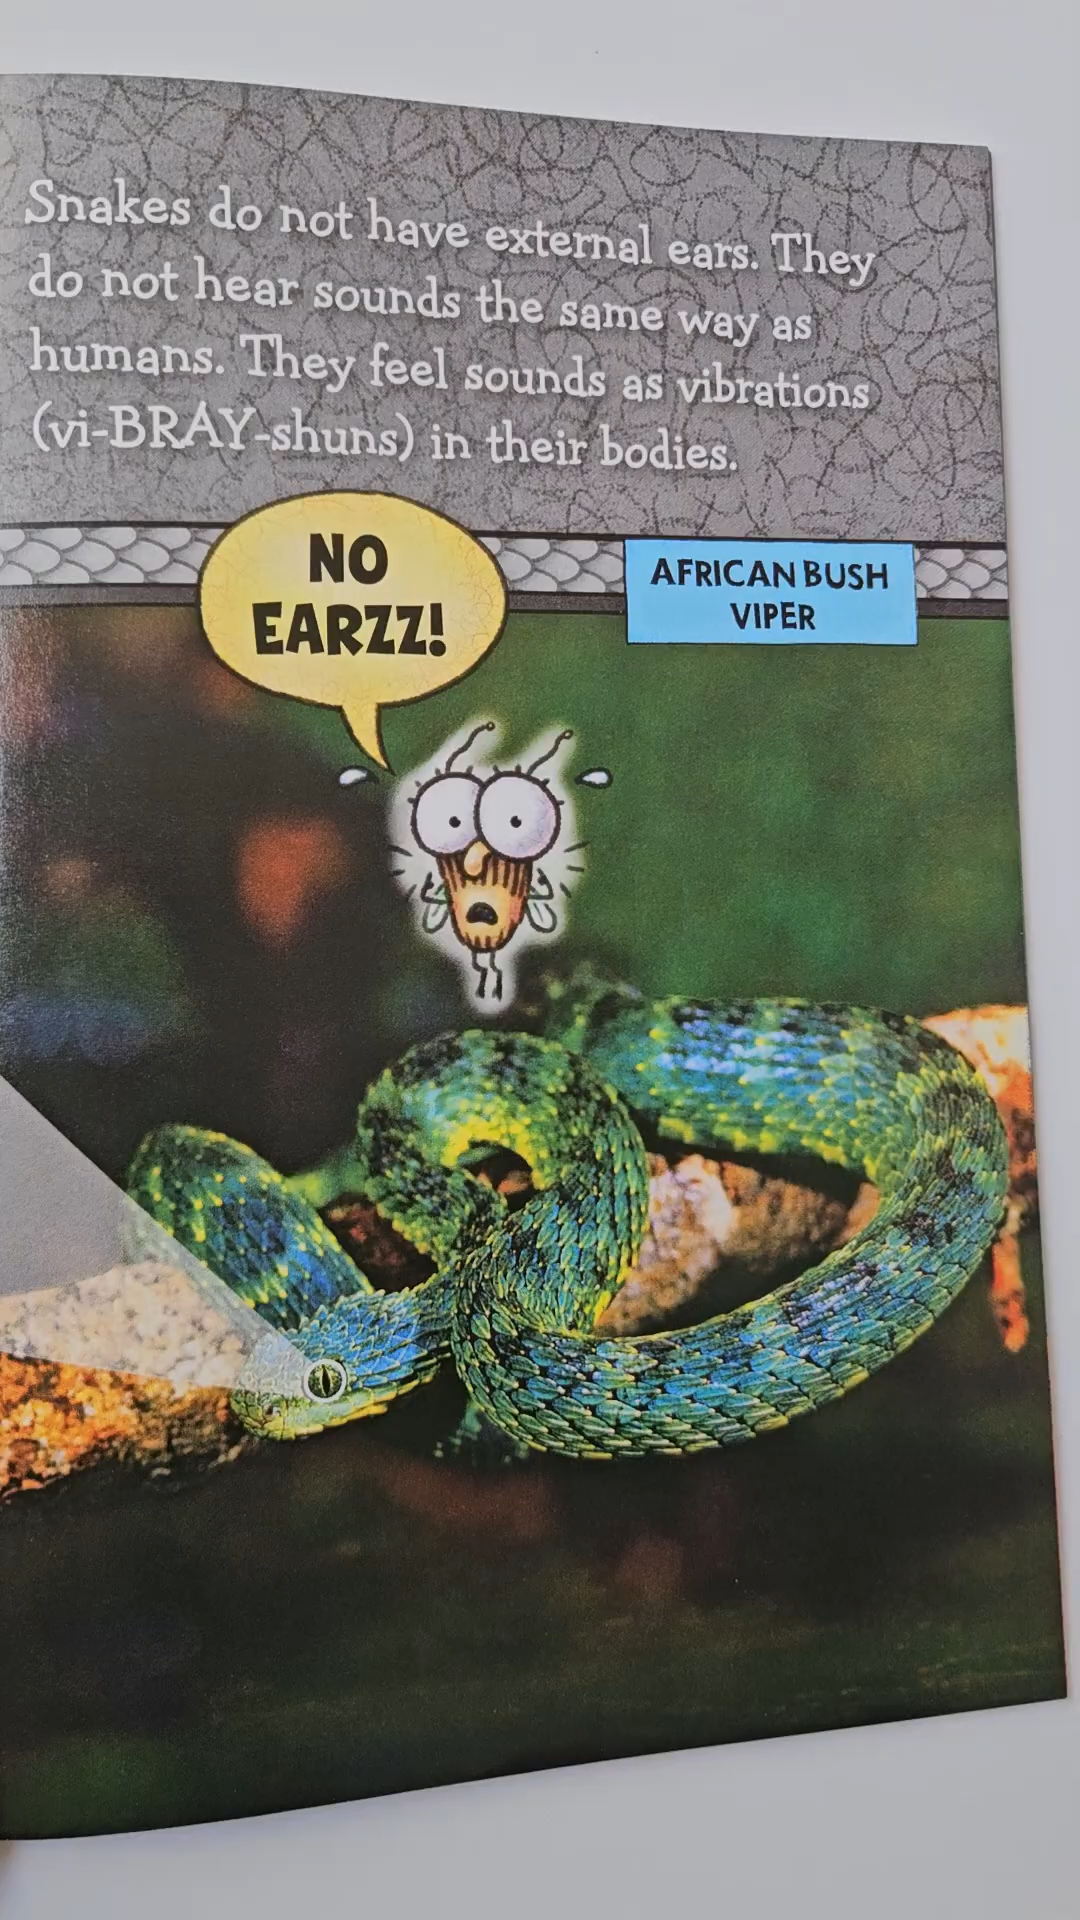 Snakes do not have external ears. They
do not hear sounds the same way as
humans. They feel sounds as vibrations
(vi-BRAY-shuns) in their bodies.
NO
EARZZ!
AFRICAN BUSH
VIPER